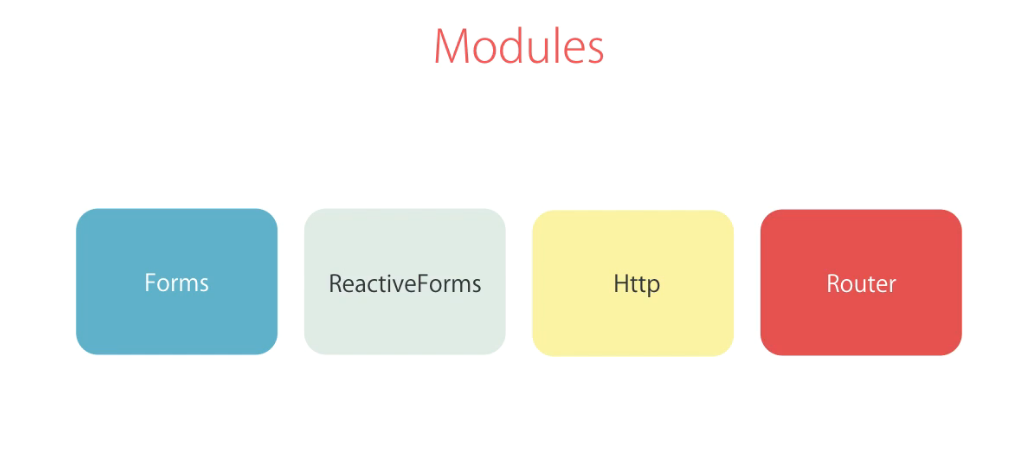 Modules
Forms
ReactiveForms
Http
Router